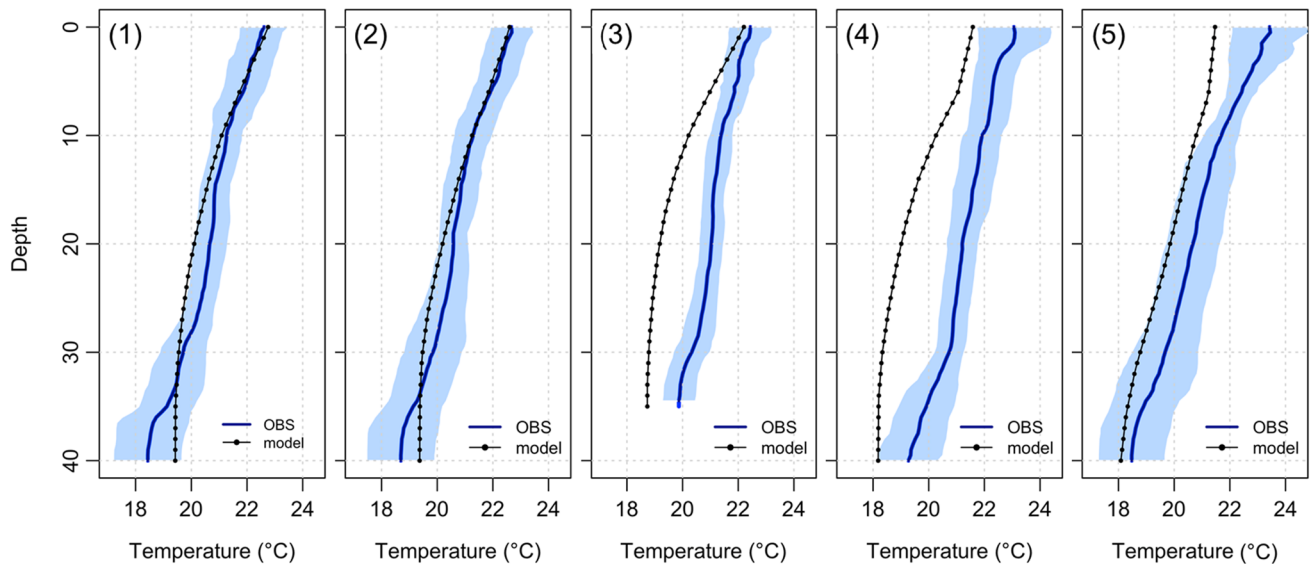 (1) (2) (3) (4) (5)
Depth
0
10
20
30
40
OBS
model
OBS
model
OBS
model
OBS
model
OBS
model
18 20 22 24 18 20 22 24 18 20 22 24 18 20 22 24 18 20 22 24
Temperature (°C) Temperature (°C) Temperature (°C) Temperature (°C) Temperature (°C)